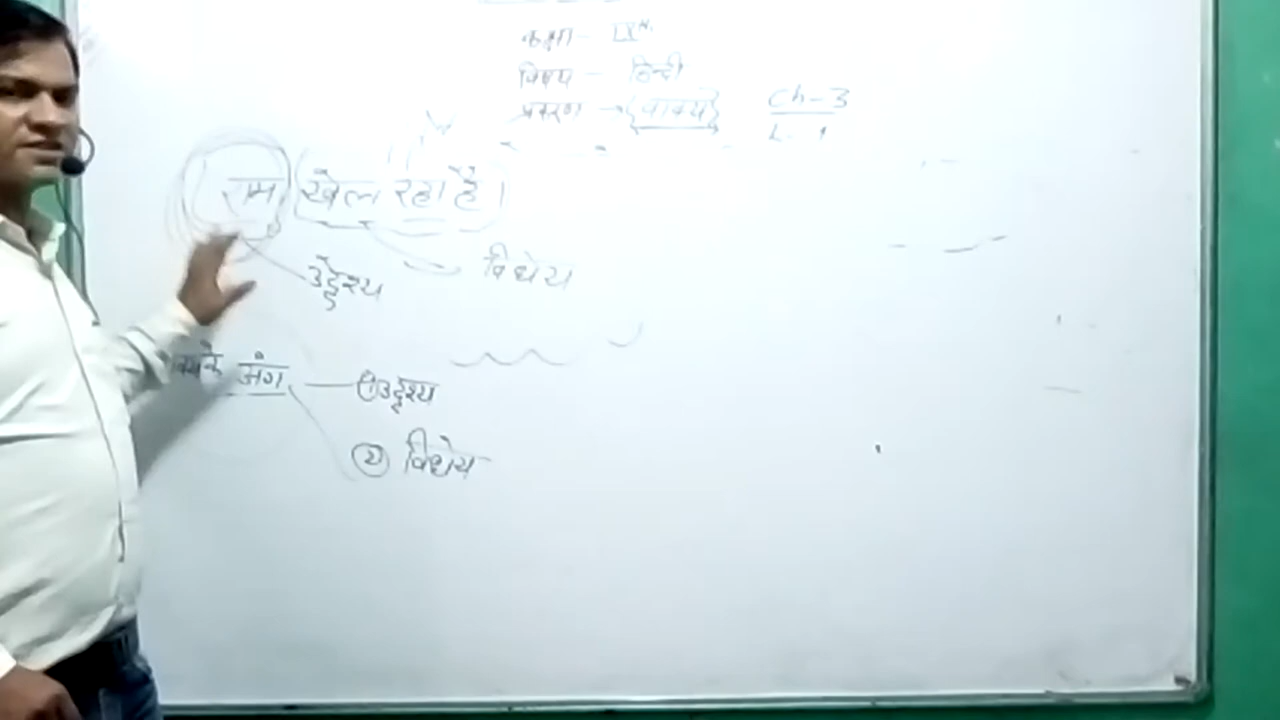 कक्षा - IXth
विषय - हिन्दी
प्रकरण → {वाक्य} Ch-3
L-1
राम खेल रहा है।
उद्देश्य विधेय
के अंग ① उद्देश्य
② विधेय